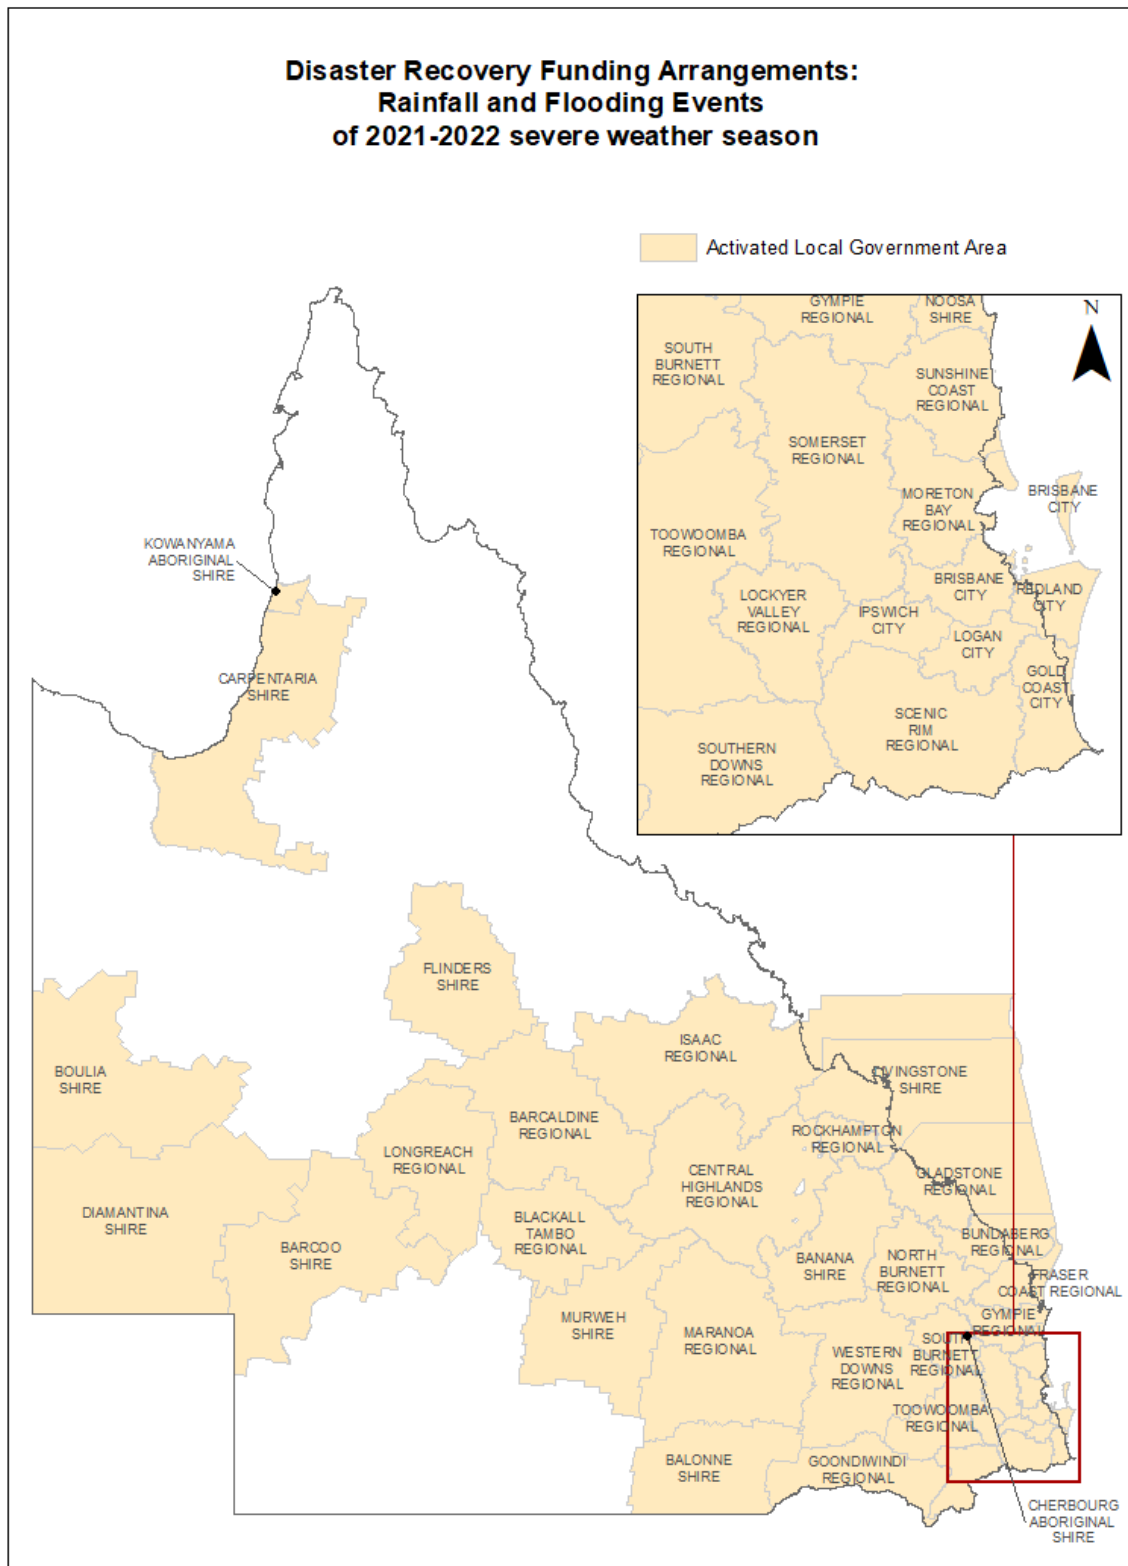 Disaster Recovery Funding Arrangements:
Rainfall and Flooding Events
of 2021-2022 severe weather season
Activated Local Government Area
N
GYMPIE
REGIONAL
NOOSA
SHIRE
SOUTH
BURNETT
REGIONAL
SUNSHINE
COAST
REGIONAL
SOMERSET
REGIONAL
MORETON
BAY
REGIONAL
BRISBANE
CITY
TOOWOOMBA
REGIONAL
LOCKYER
VALLEY
REGIONAL
IPSWICH
CITY
BRISBANE
CITY
REDLAND
CITY
LOGAN
CITY
GOLD
COAST
CITY
SCENIC
RIM
REGIONAL
SOUTHERN
DOWNS
REGIONAL
KOWANYAMA
ABORIGINAL
SHIRE
CARPENTARIA
SHIRE
FLINDERS
SHIRE
BOULIA
SHIRE
ISAAC
REGIONAL
LIVINGSTONE
SHIRE
BARCALDINE
REGIONAL
LONGREACH
REGIONAL
ROCKHAMPTON
REGIONAL
CENTRAL
HIGHLANDS
REGIONAL
GLADSTONE
REGIONAL
DIAMANTINA
SHIRE
BARCOO
SHIRE
BLACKALL
TAMBO
REGIONAL
BANANA
SHIRE
NORTH
BURNETT
REGIONAL
BUNDABERG
REGIONAL
FRASER
COAST REGIONAL
GYMPIE
REGIONAL
MURWEH
SHIRE
MARANOA
REGIONAL
WESTERN
DOWNS
REGIONAL
SOUTH
BURNETT
REGIONAL
TOOWOOMBA
REGIONAL
BALONNE
SHIRE
GOONDIWINDI
REGIONAL
CHERBOURG
ABORIGINAL
SHIRE